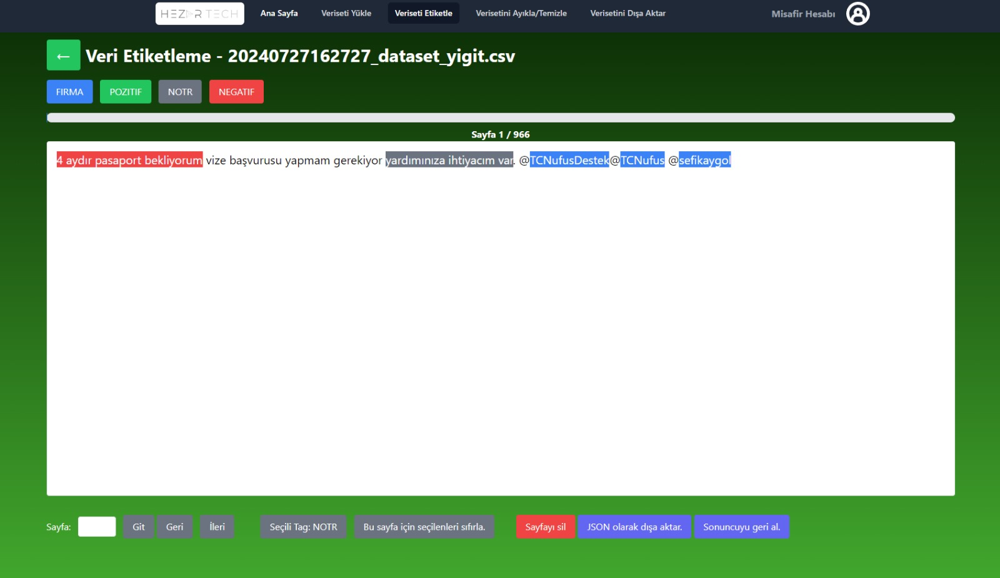 HEZAR TECH Ana Sayfa Veriseti Yükle Veriseti Etiketle Verisetini Ayıkla/Temizle Verisetini Dışa Aktar Misafir Hesabı
← Veri Etiketleme - 20240727162727_dataset_yigit.csv
FIRMA POZITIF NOTR NEGATIF
Sayfa 1 / 966
4 aydır pasaport bekliyorum vize başvurusu yapmam gerekiyor yardımınıza ihtiyacım var. @TCNufusDestek@TCNufus @sefikaygol
Sayfa: Git Geri İleri Seçili Tag: NOTR Bu sayfa için seçilenleri sıfırla. Sayfayı sil JSON olarak dışa aktar. Sonuncuyu geri al.